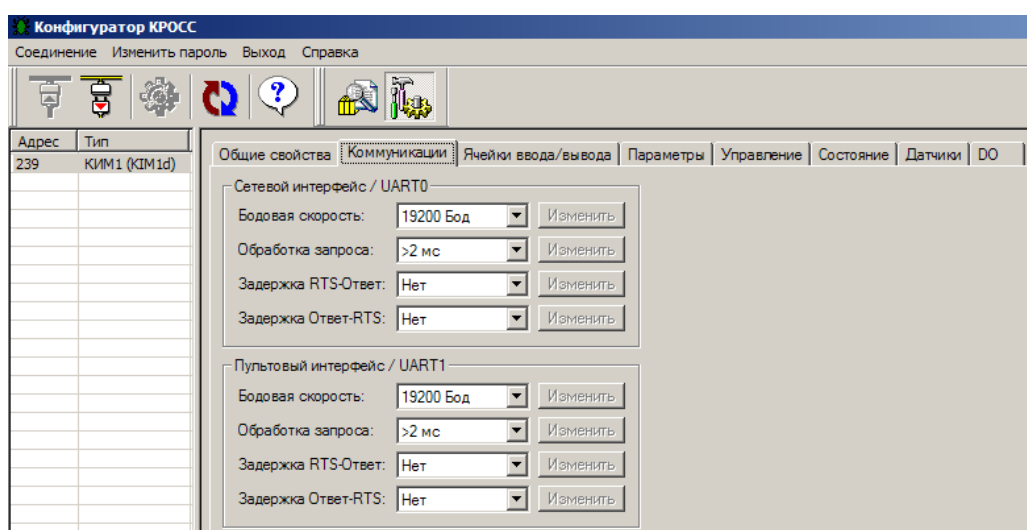 Конфигуратор КРОСС
Соединение Изменить пароль Выход Справка
Адрес Тип
239 КИМ1 (KIM1d)
Общие свойства Коммуникации Ячейки ввода/вывода Параметры Управление Состояние Датчики DO
Сетевой интерфейс / UART0
Бодовая скорость: 19200 Бод Изменить
Обработка запроса: >2 мс Изменить
Задержка RTS-Ответ: Нет Изменить
Задержка Ответ-RTS: Нет Изменить
Пультовый интерфейс / UART1
Бодовая скорость: 19200 Бод Изменить
Обработка запроса: >2 мс Изменить
Задержка RTS-Ответ: Нет Изменить
Задержка Ответ-RTS: Нет Изменить